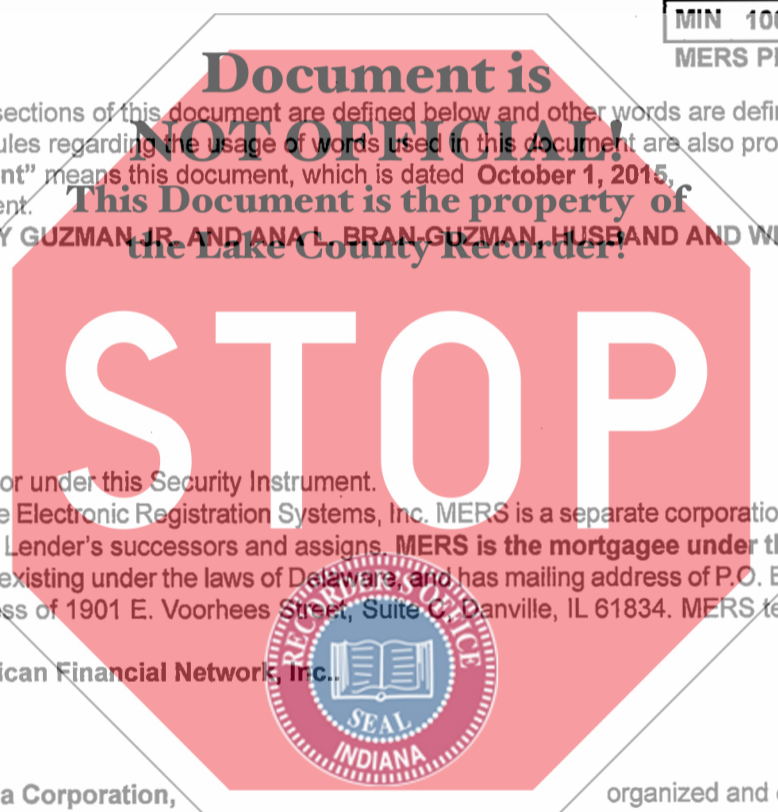 MIN 100
MERS
Document is
sections of this document are defined below and other words are defin
ules regarding the usage of words used in this document are also pro
NOT OFFICIAL!
nt" means this document, which is dated October 1, 2015,
ent.
This Document is the property of
Y GUZMAN JR. AND ANA L. BRAN-GUZMAN, HUSBAND AND
the Lake County Recorder!
STOP
or under this Security Instrument.
e Electronic Registration Systems, Inc. MERS is a separate corporatio
Lender's successors and assigns. MERS is the mortgagee under
existing under the laws of Delaware, and has mailing address of P.O.
ss of 1901 E. Voorhees Street, Suite C, Danville, IL 61834. MERS te
ican Financial Network, Inc..
RECORDER'S OFFICE
SEAL
INDIANA
a Corporation,
organized and